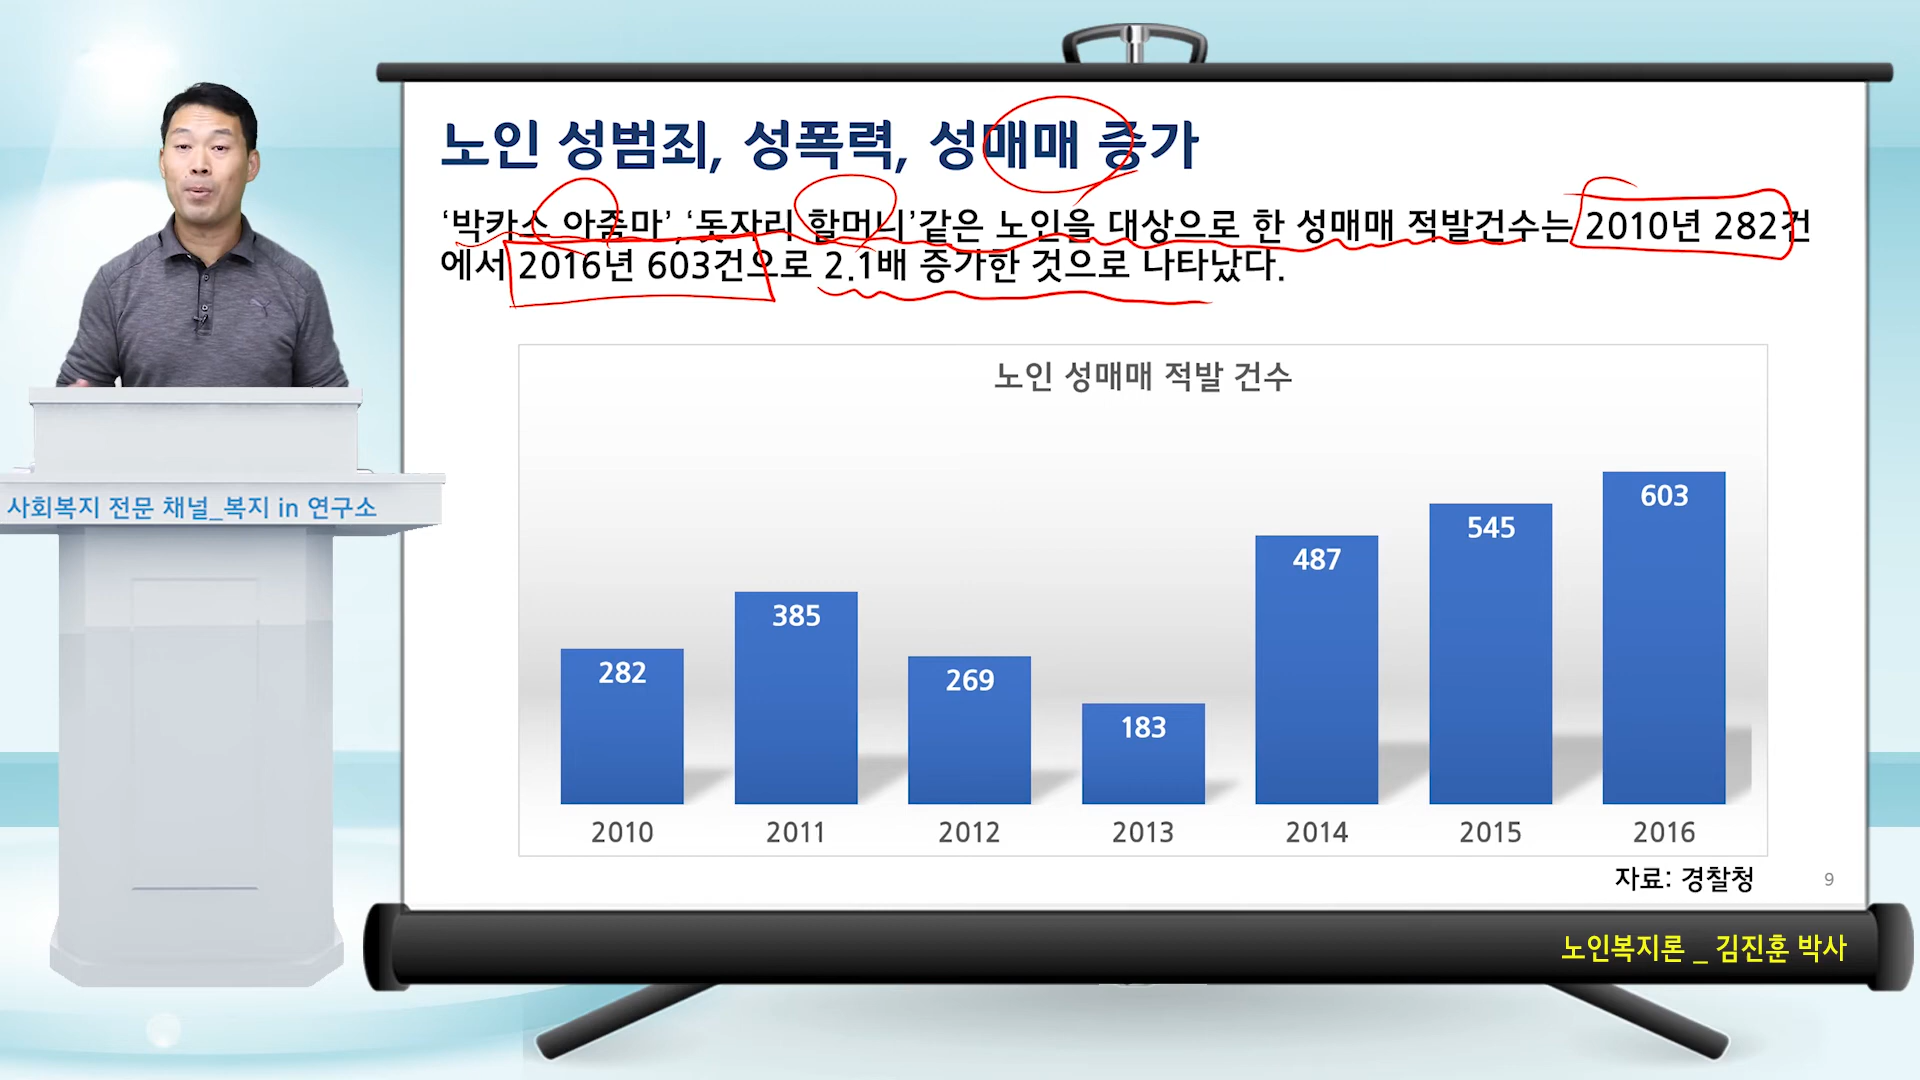 노인 성범죄, 성폭력, 성매매 증가
‘박카스 아줌마’,‘돗자리 할머니’같은 노인을 대상으로 한 성매매 적발건수는 2010년 282건
에서 2016년 603건으로 2.1배 증가한 것으로 나타났다.
노인 성매매 적발 건수
282
385
269
183
487
545
603
2010
2011
2012
2013
2014
2015
2016
자료: 경찰청
9
사회복지 전문 채널_복지 in 연구소
노인복지론 _ 김진훈 박사